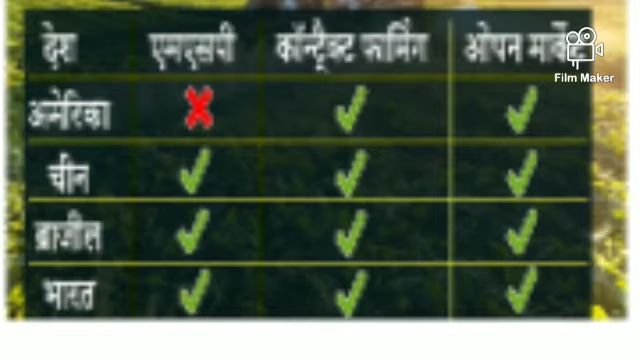 देश एमएसपी कॉन्ट्रैक्ट फार्मिंग ओपन मार्केट
Film Maker
अमेरिका ✗ ✓ ✓
चीन ✓ ✓ ✓
ब्राजील ✓ ✓ ✓
भारत ✓ ✓ ✓